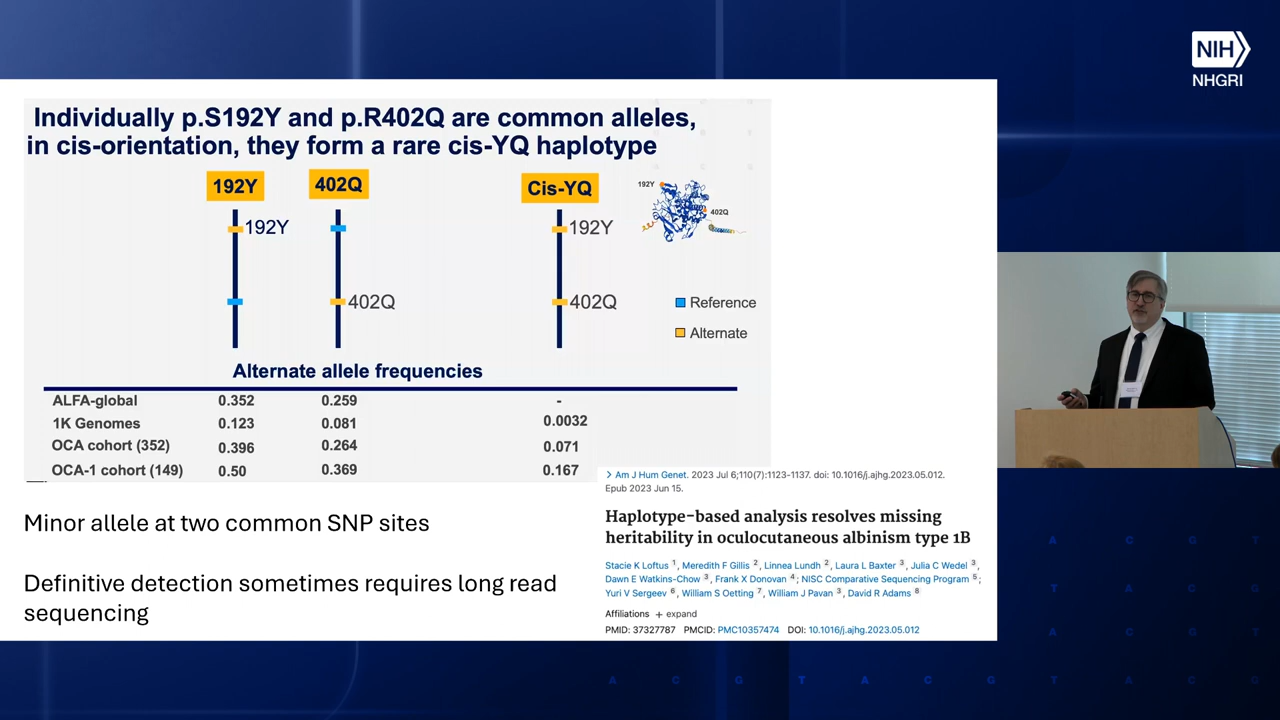 NIH
NHGRI
Individually p.S192Y and p.R402Q are common alleles,
in cis-orientation, they form a rare cis-YQ haplotype
192Y 402Q Cis-YQ
192Y
402Q
192Y 192Y
402Q 402Q
Reference
Alternate
Alternate allele frequencies
ALFA-global 0.352 0.259 -
1K Genomes 0.123 0.081 0.0032
OCA cohort (352) 0.396 0.264 0.071
OCA-1 cohort (149) 0.50 0.369 0.167
Minor allele at two common SNP sites
Definitive detection sometimes requires long read
sequencing
> Am J Hum Genet. 2023 Jul 6;110(7):1123-1137. doi: 10.1016/j.ajhg.2023.05.012.
Epub 2023 Jun 15.
Haplotype-based analysis resolves missing
heritability in oculocutaneous albinism type 1B
Stacie K Loftus 1, Meredith F Gillis 2, Linnea Lundh 2, Laura L Baxter 3, Julia C Wedel 3,
Dawn E Watkins-Chow 3, Frank X Donovan 4; NISC Comparative Sequencing Program 5;
Yuri V Sergeev 6, William S Oetting 7, William J Pavan 3, David R Adams 8
Affiliations + expand
PMID: 37327787 PMCID: PMC10357474 DOI: 10.1016/j.ajhg.2023.05.012
A C G T
A C G T
A C G T
A C G T A C G T A C G T